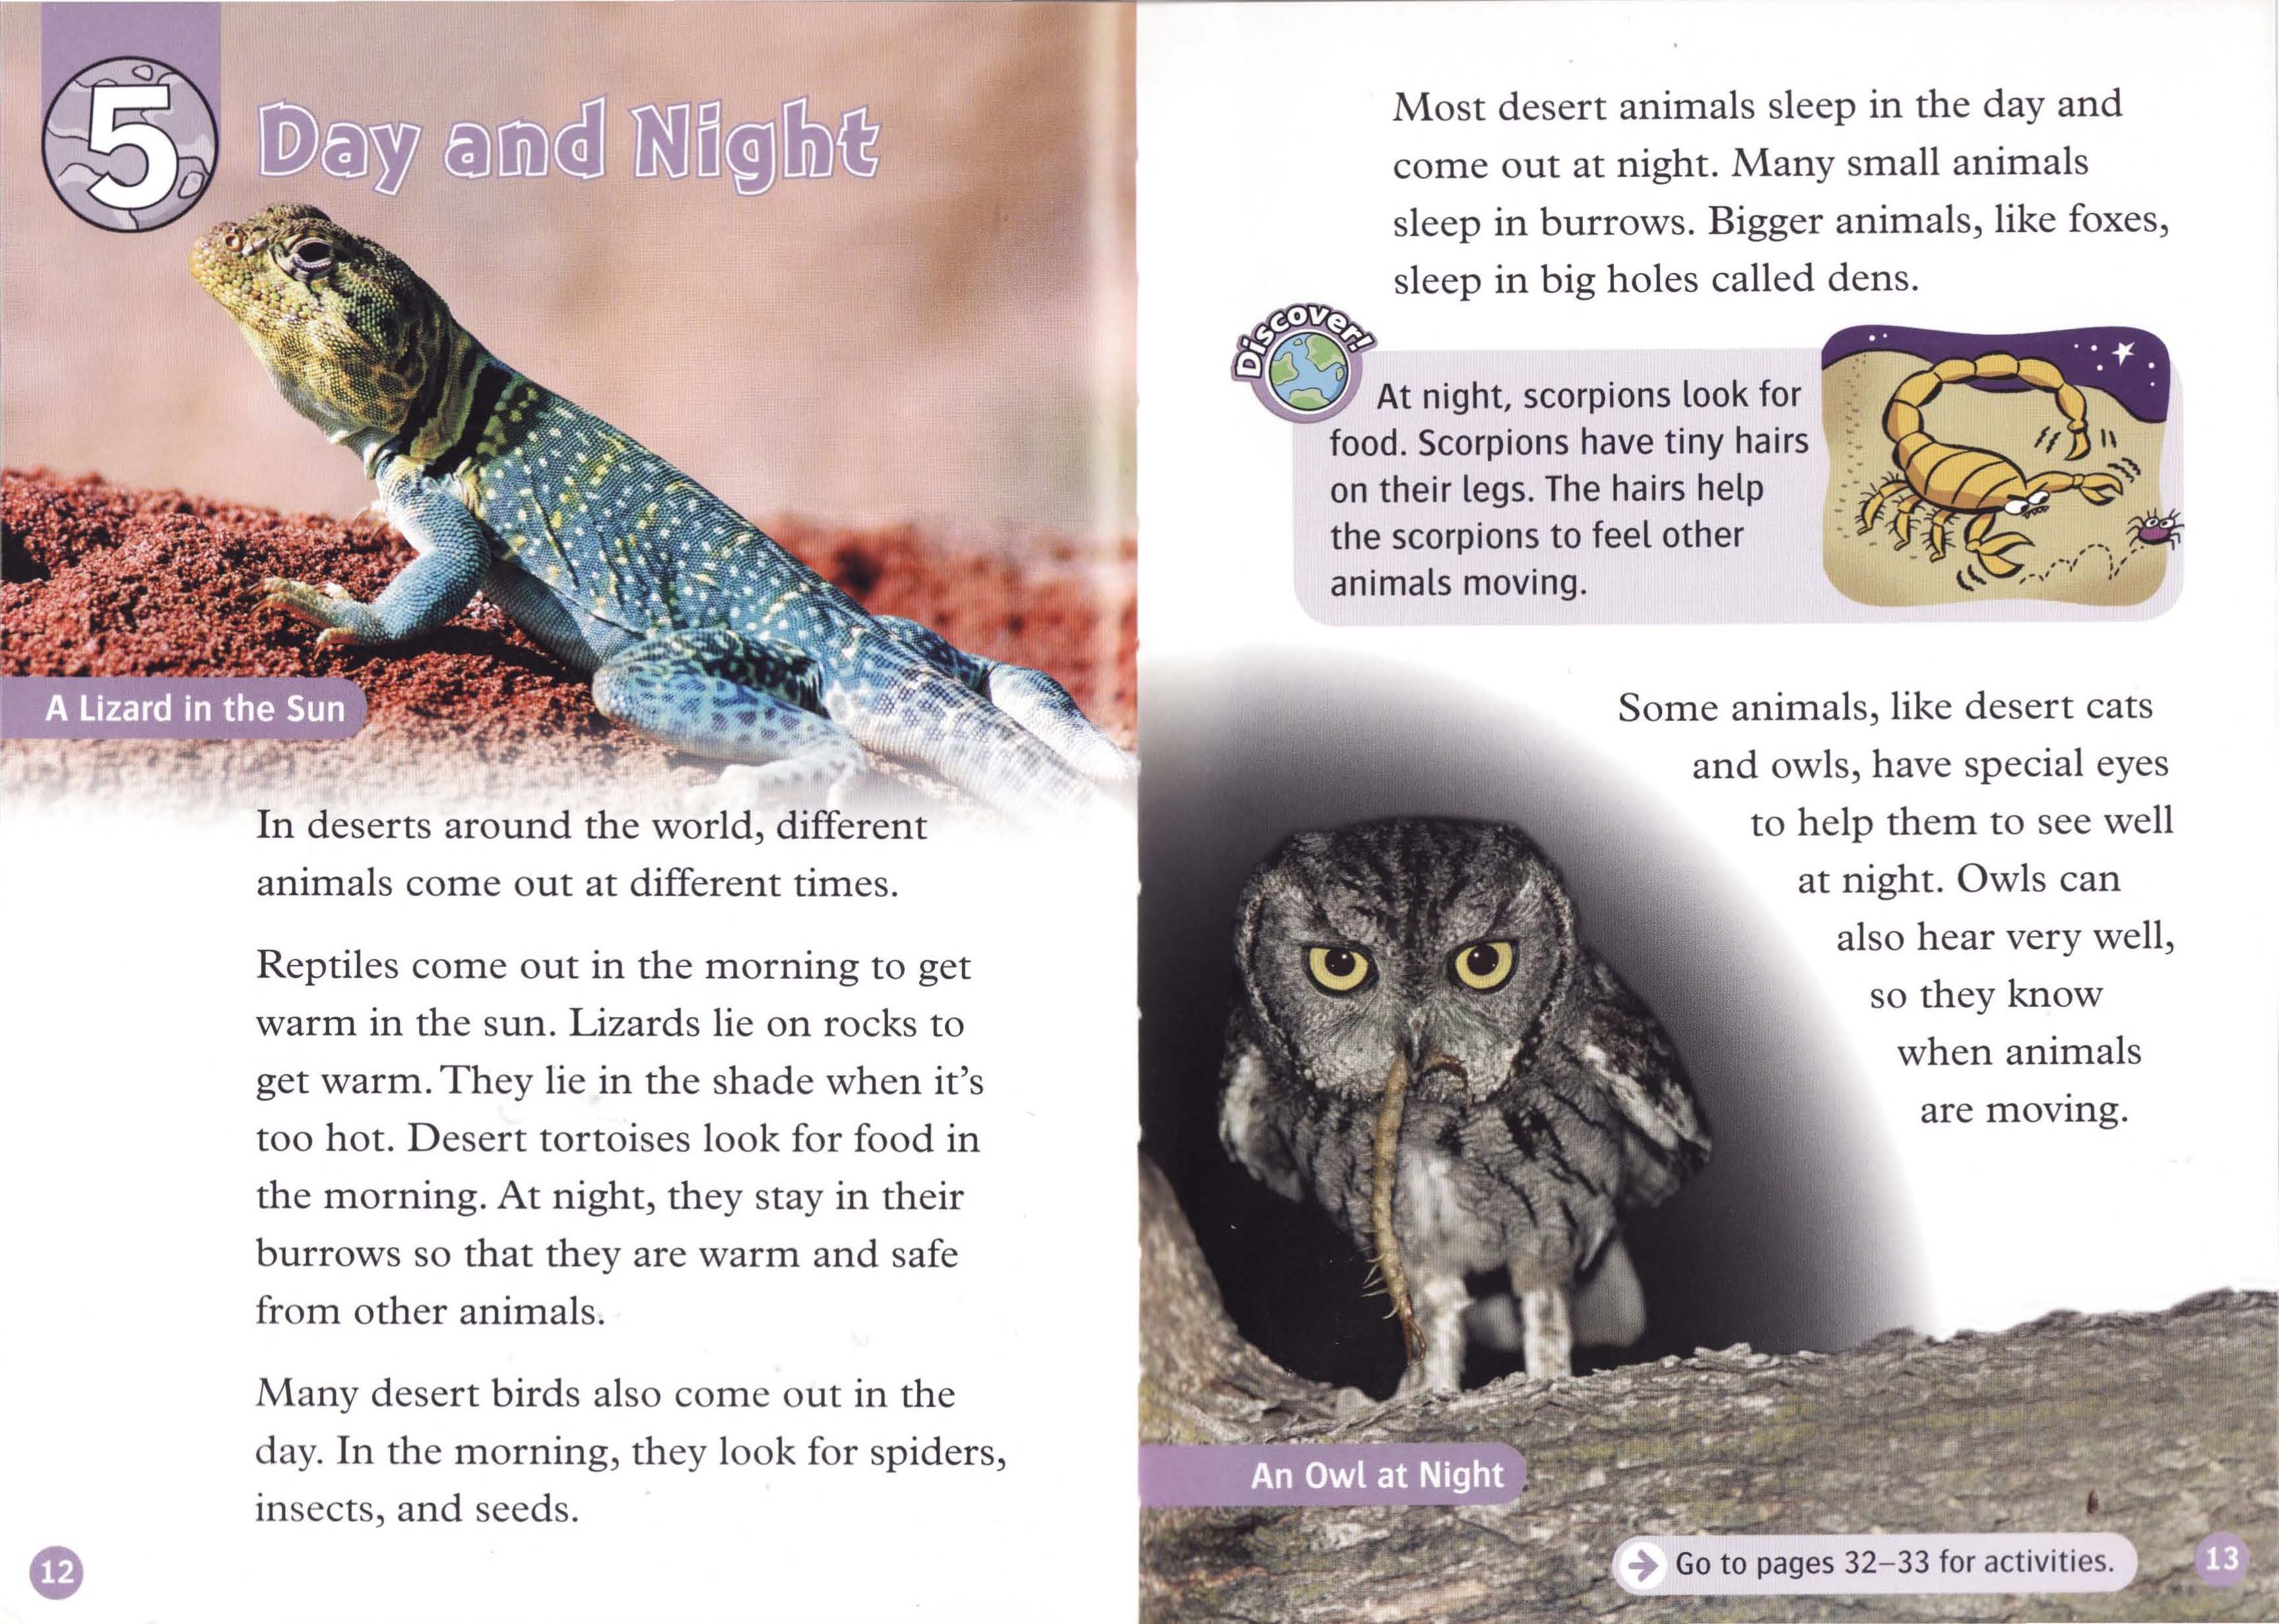 5
Day and Night
A Lizard in the Sun
In deserts around the world, different
animals come out at different times.
Reptiles come out in the morning to get
warm in the sun. Lizards lie on rocks to
get warm. They lie in the shade when it's
too hot. Desert tortoises look for food in
the morning. At night, they stay in their
burrows so that they are warm and safe
from other animals.
Many desert birds also come out in the
day. In the morning, they look for spiders,
insects, and seeds.
12
Most desert animals sleep in the day and
come out at night. Many small animals
sleep in burrows. Bigger animals, like foxes,
sleep in big holes called dens.
Discover!
At night, scorpions look for
food. Scorpions have tiny hairs
on their legs. The hairs help
the scorpions to feel other
animals moving.
Some animals, like desert cats
and owls, have special eyes
to help them to see well
at night. Owls can
also hear very well,
so they know
when animals
are moving.
An Owl at Night
Go to pages 32–33 for activities.
13